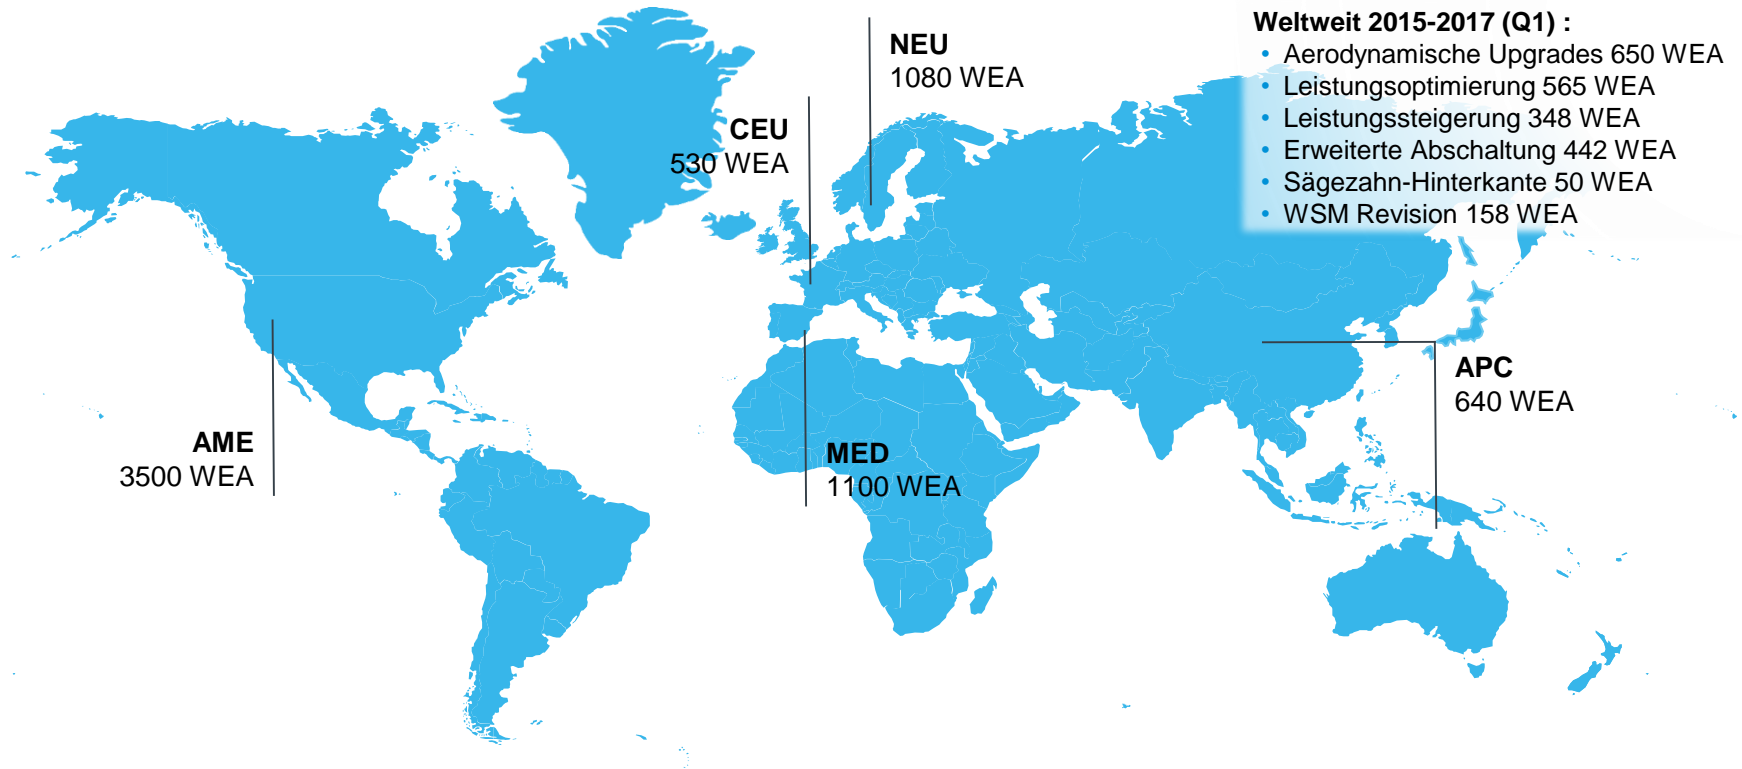 Weltweit 2015-2017 (Q1) :
• Aerodynamische Upgrades 650 WEA
• Leistungsoptimierung 565 WEA
• Leistungssteigerung 348 WEA
• Erweiterte Abschaltung 442 WEA
• Sägezahn-Hinterkante 50 WEA
• WSM Revision 158 WEA
NEU
1080 WEA
CEU
530 WEA
APC
640 WEA
AME
3500 WEA
MED
1100 WEA